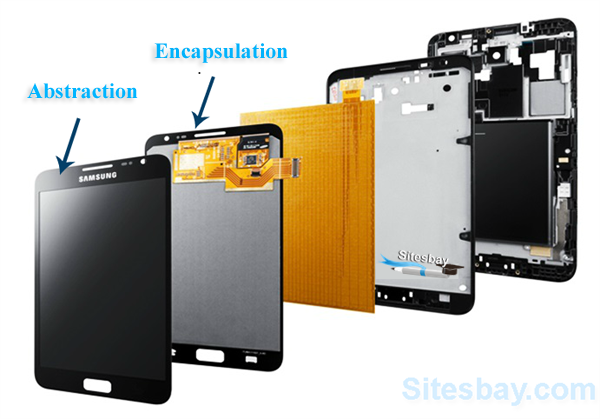 Encapsulation
Abstraction
SAMSUNG
Sitesbay
Sitesbay.com